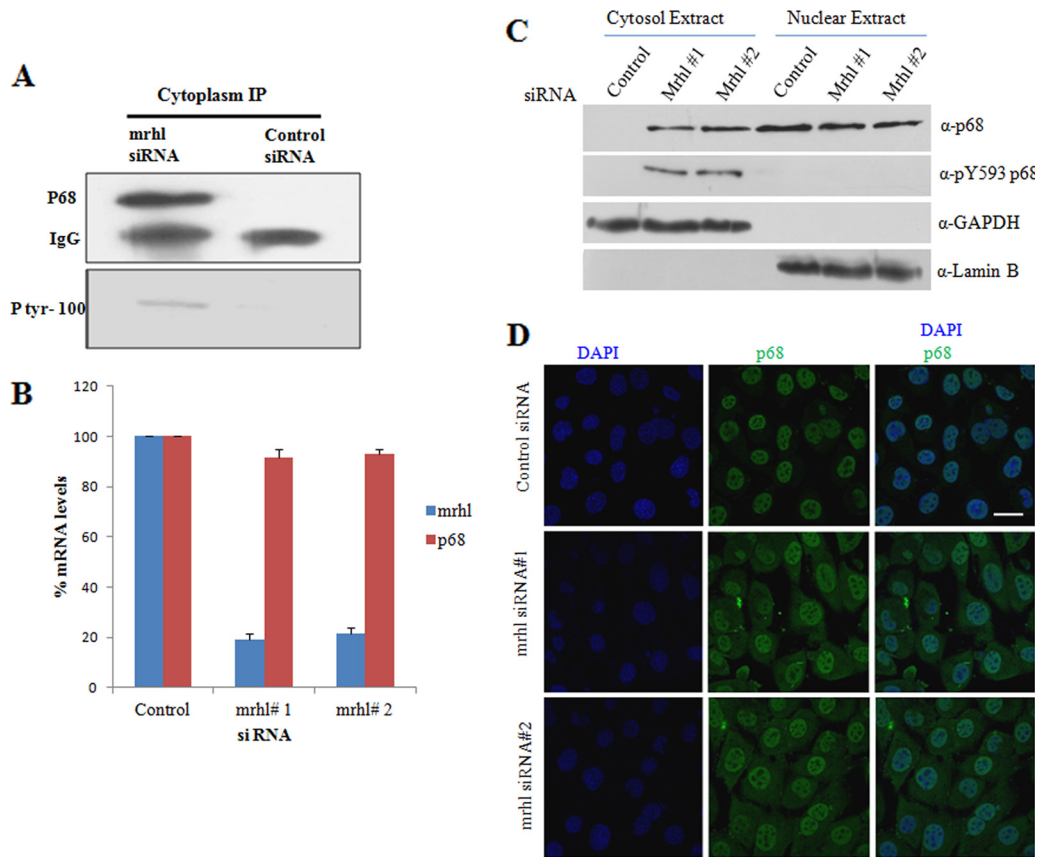 A
Cytoplasm IP
mrhl
siRNA
Control
siRNA
P68
IgG
P tyr- 100
B
120
100
80
60
40
20
0
% mRNA levels
Control
mrhl# 1
mrhl# 2
si RNA
mrhl
p68
C
Cytosol Extract
Nuclear Extract
siRNA
Control
Mrhl #1
Mrhl #2
Control
Mrhl #1
Mrhl #2
α-p68
α-pY593 p68
α-GAPDH
α-Lamin B
D
DAPI
p68
DAPI
p68
Control siRNA
mrhl siRNA#1
mrhl siRNA#2